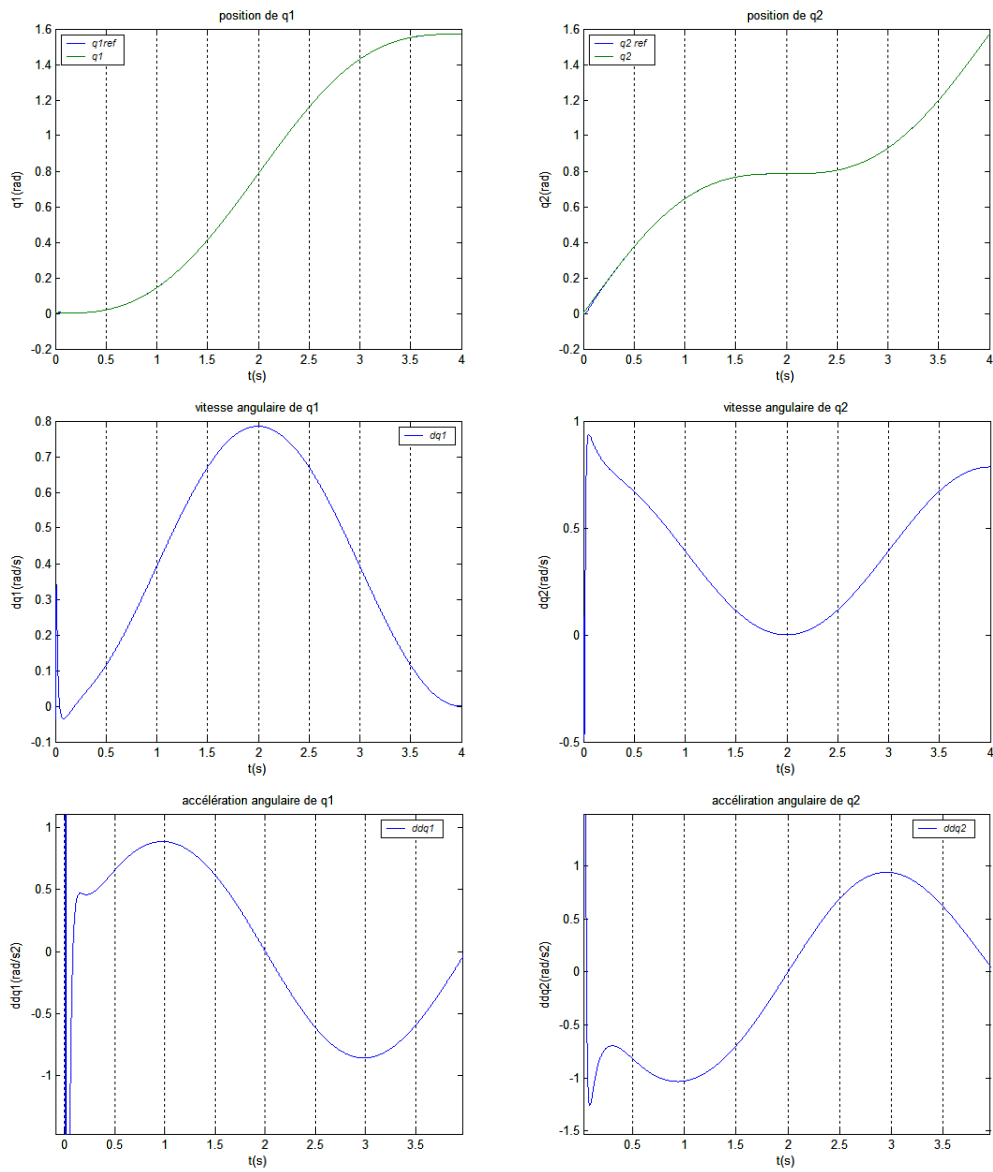 position de q1
q1ref
q1
1.6
1.4
1.2
1
0.8
0.6
0.4
0.2
0
-0.2
q1(rad)
0 0.5 1 1.5 2 2.5 3 3.5 4
t(s)
position de q2
q2 ref
q2
1.6
1.4
1.2
1
0.8
0.6
0.4
0.2
0
-0.2
q2(rad)
0 0.5 1 1.5 2 2.5 3 3.5 4
t(s)
vitesse angulaire de q1
dq1
0.8
0.7
0.6
0.5
0.4
0.3
0.2
0.1
0
-0.1
dq1(rad/s)
0 0.5 1 1.5 2 2.5 3 3.5 4
t(s)
vitesse angulaire de q2
1
0.5
0
-0.5
dq2(rad/s)
0 0.5 1 1.5 2 2.5 3 3.5 4
t(s)
accélération angulaire de q1
ddq1
1
0.5
0
-0.5
-1
ddq1(rad/s2)
0 0.5 1 1.5 2 2.5 3 3.5
t(s)
accéliration angulaire de q2
ddq2
1
0.5
0
-0.5
-1
-1.5
ddq2(rad/s2)
0.5 1 1.5 2 2.5 3 3.5
t(s)